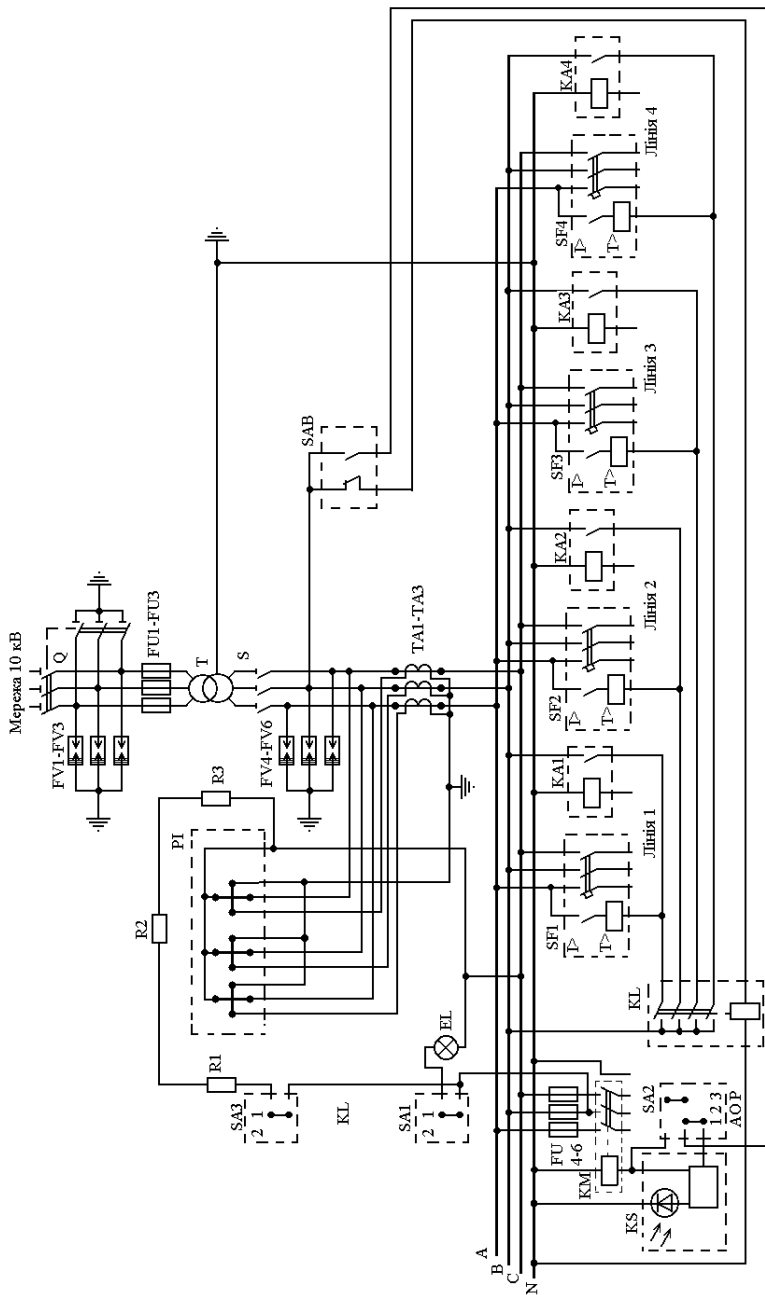 Мережа 10 кВ
Q
FV1-FV3
FU1-FU3
T
S
FV4-FV6
TA1-TA3
SAB
R3
R2
R1
PI
EL
SA3
2 1
KL
SA1
2 1
A
B
C
N
FU
4-6
KM
KS
SA2
1 2 3
АОР
KL
SF1
I>
T>
Лінія 1
KA1
SF2
I>
T>
Лінія 2
KA2
SF3
I>
T>
Лінія 3
KA3
SF4
I>
T>
Лінія 4
KA4